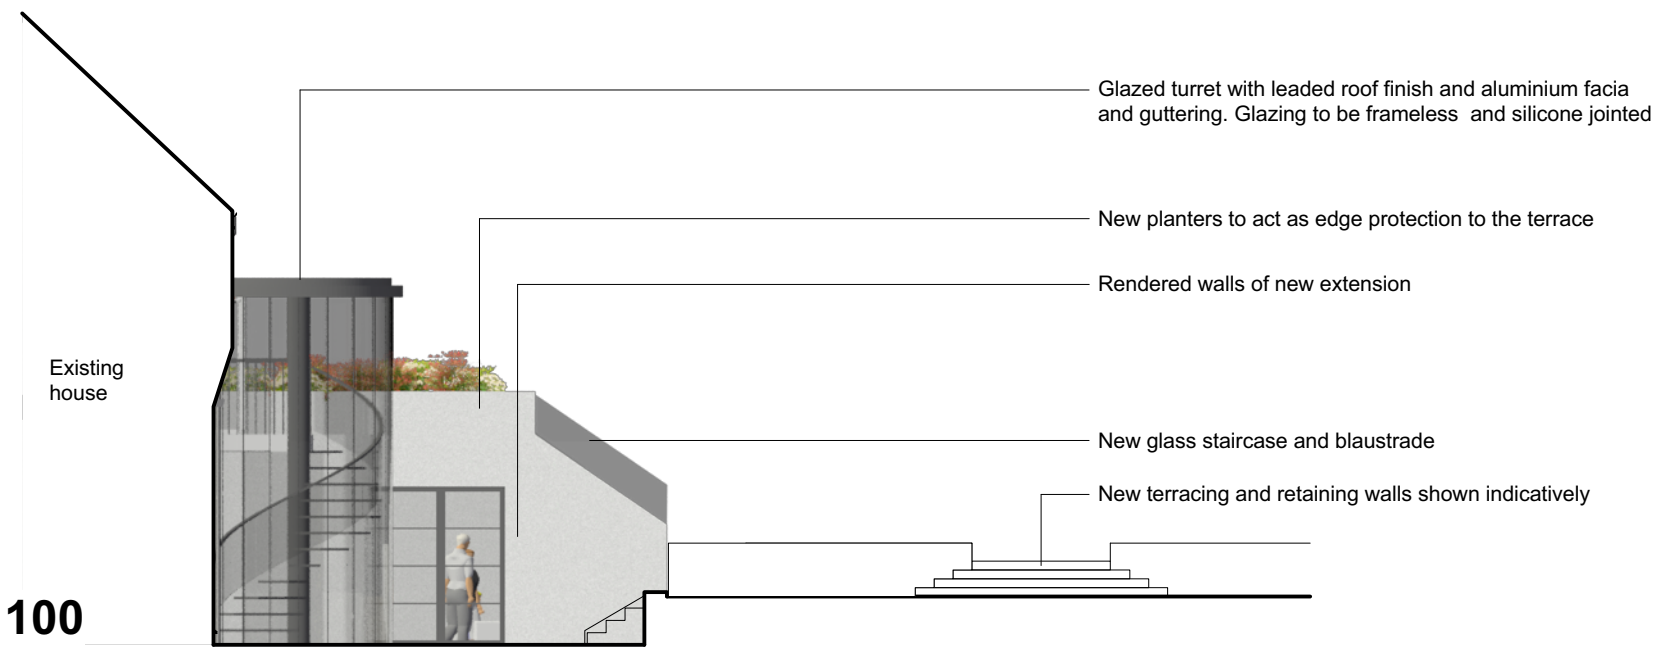 Glazed turret with leaded roof finish and aluminium facia
and guttering. Glazing to be frameless  and silicone jointed
New planters to act as edge protection to the terrace
Rendered walls of new extension
Existing
house
New glass staircase and blaustrade
New terracing and retaining walls shown indicatively
100